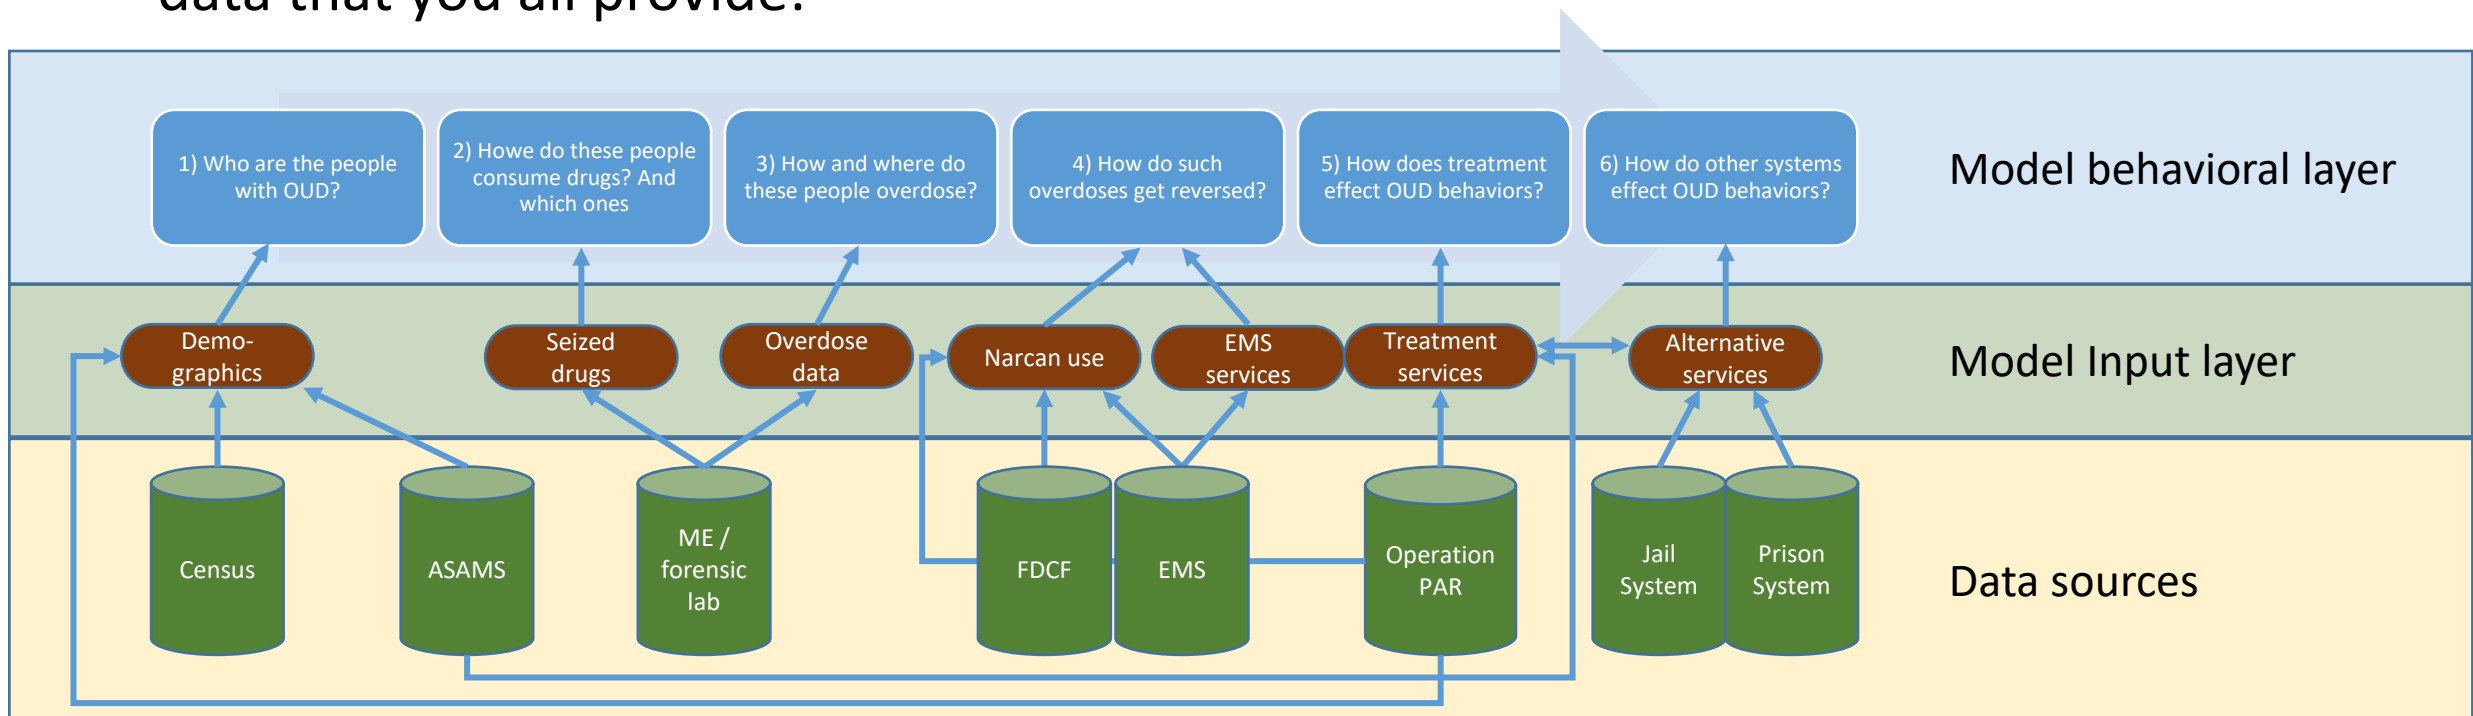 data that you all provide?
1) Who are the people
with OUD?
2) Howe do these people
consume drugs? And
which ones
3) How and where do
these people overdose?
4) How do such
overdoses get reversed?
5) How does treatment
effect OUD behaviors?
6) How do other systems
effect OUD behaviors?
Model behavioral layer
Demo-
graphics
Seized
drugs
Overdose
data
Narcan use
EMS
services
Treatment
services
Alternative
services
Model Input layer
Census
ASAMS
ME /
forensic
lab
FDCF
EMS
Operation
PAR
Jail
System
Prison
System
Data sources